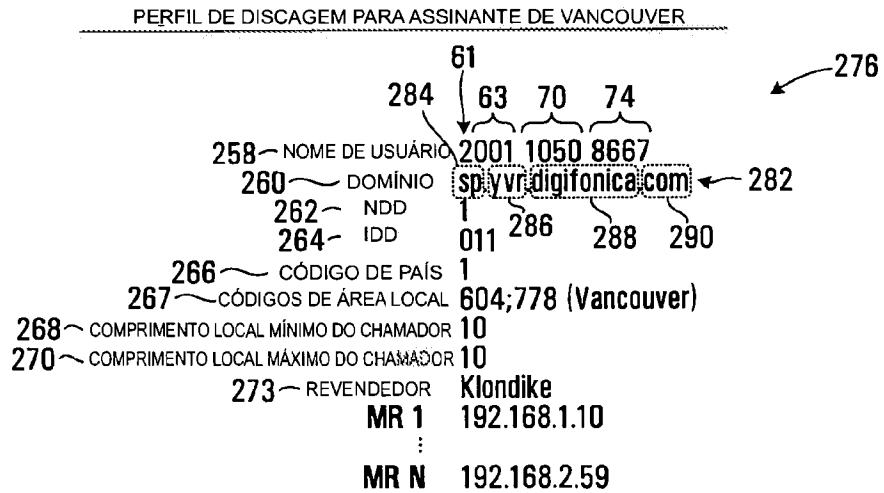 PERFIL DE DISCAGEM PARA ASSINANTE DE VANCOUVER
61
276
284 63 70 74
258 NOME DE USUÁRIO 2001 1050 8667
260 DOMÍNIO sp yvr digifonica com 282
262 NDD 1 286 288 290
264 IDD 011
266 CÓDIGO DE PAÍS 1
267 CÓDIGOS DE ÁREA LOCAL 604;778 (Vancouver)
268 COMPRIMENTO LOCAL MÍNIMO DO CHAMADOR 10
270 COMPRIMENTO LOCAL MÁXIMO DO CHAMADOR 10
273 REVENDEDOR Klondike
MR 1 192.168.1.10
⋮
MR N 192.168.2.59